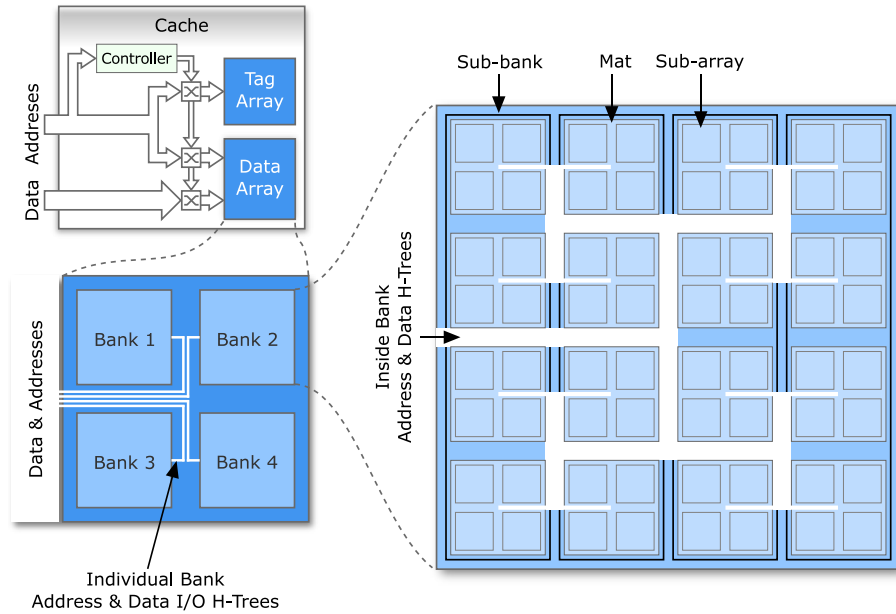 Cache
Controller
Tag
Array
Data
Array
Addreses
Data
Data & Addresses
Bank 1
Bank 2
Bank 3
Bank 4
Individual Bank
Address & Data I/O H-Trees
Sub-bank
Mat
Sub-array
Inside Bank
Address & Data H-Trees